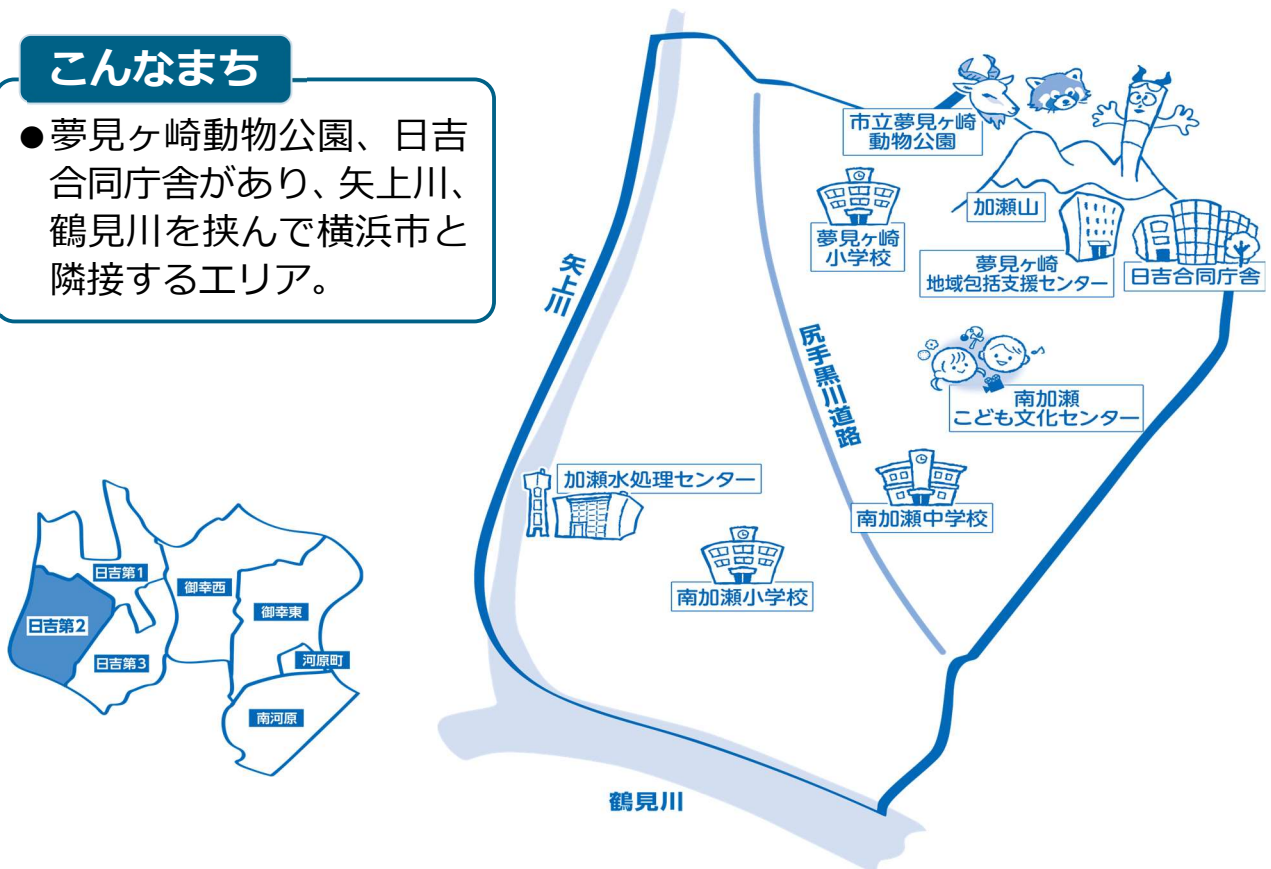 こんなまち
●夢見ヶ崎動物公園、日吉
合同庁舎があり、矢上川、
鶴見川を挟んで横浜市と
隣接するエリア。
市立夢見ヶ崎
動物公園
加瀬山
夢見ヶ崎
小学校
夢見ヶ崎
地域包括支援センター
日吉合同庁舎
矢上川
尻手黒川道路
南加瀬
こども文化センター
加瀬水処理センター
南加瀬中学校
南加瀬小学校
鶴見川
日吉第1
御幸西
御幸東
日吉第2
日吉第3
河原町
南河原